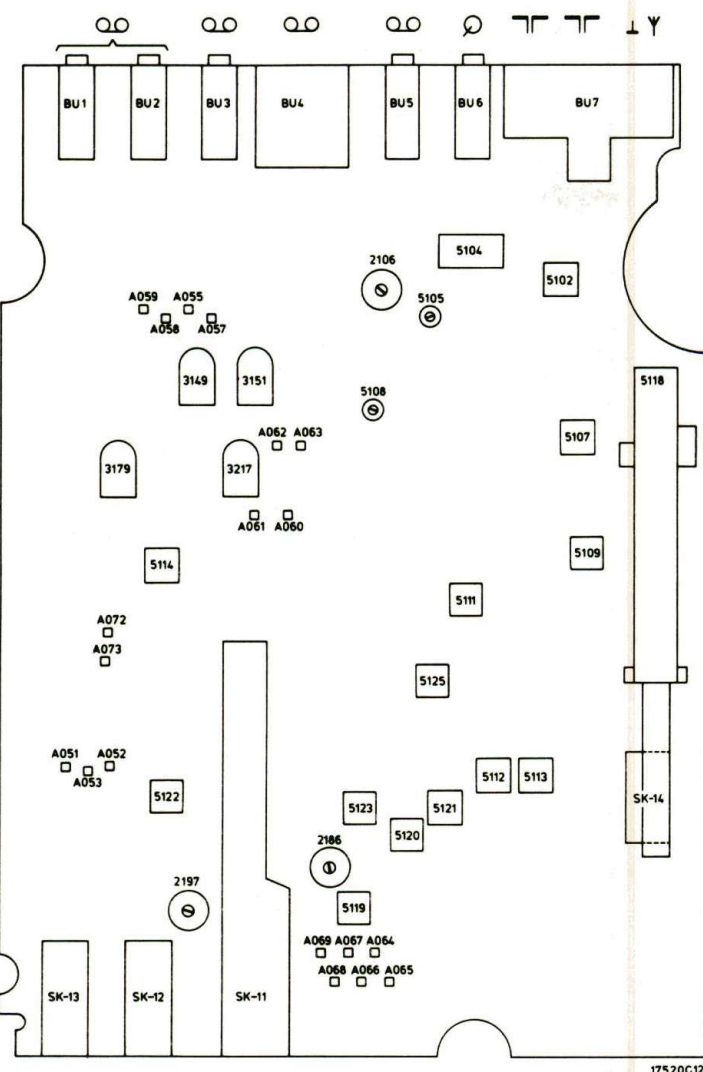 BU1 BU2 BU3 BU4 BU5 BU6 BU7
5104
2106
5102
A059 A055
5105
A058 A057
3149 3151 5118
5108
A062 A063 5107
3179 3217
A061 A060
5109
5114
5111
A072
A073
5125
A051 A052
A053
5112 5113
5122 SK-14
5123 5121
5120
2186
2197
5119
A069 A067 A064
A068 A066 A065
SK-13 SK-12 SK-11
17520C12